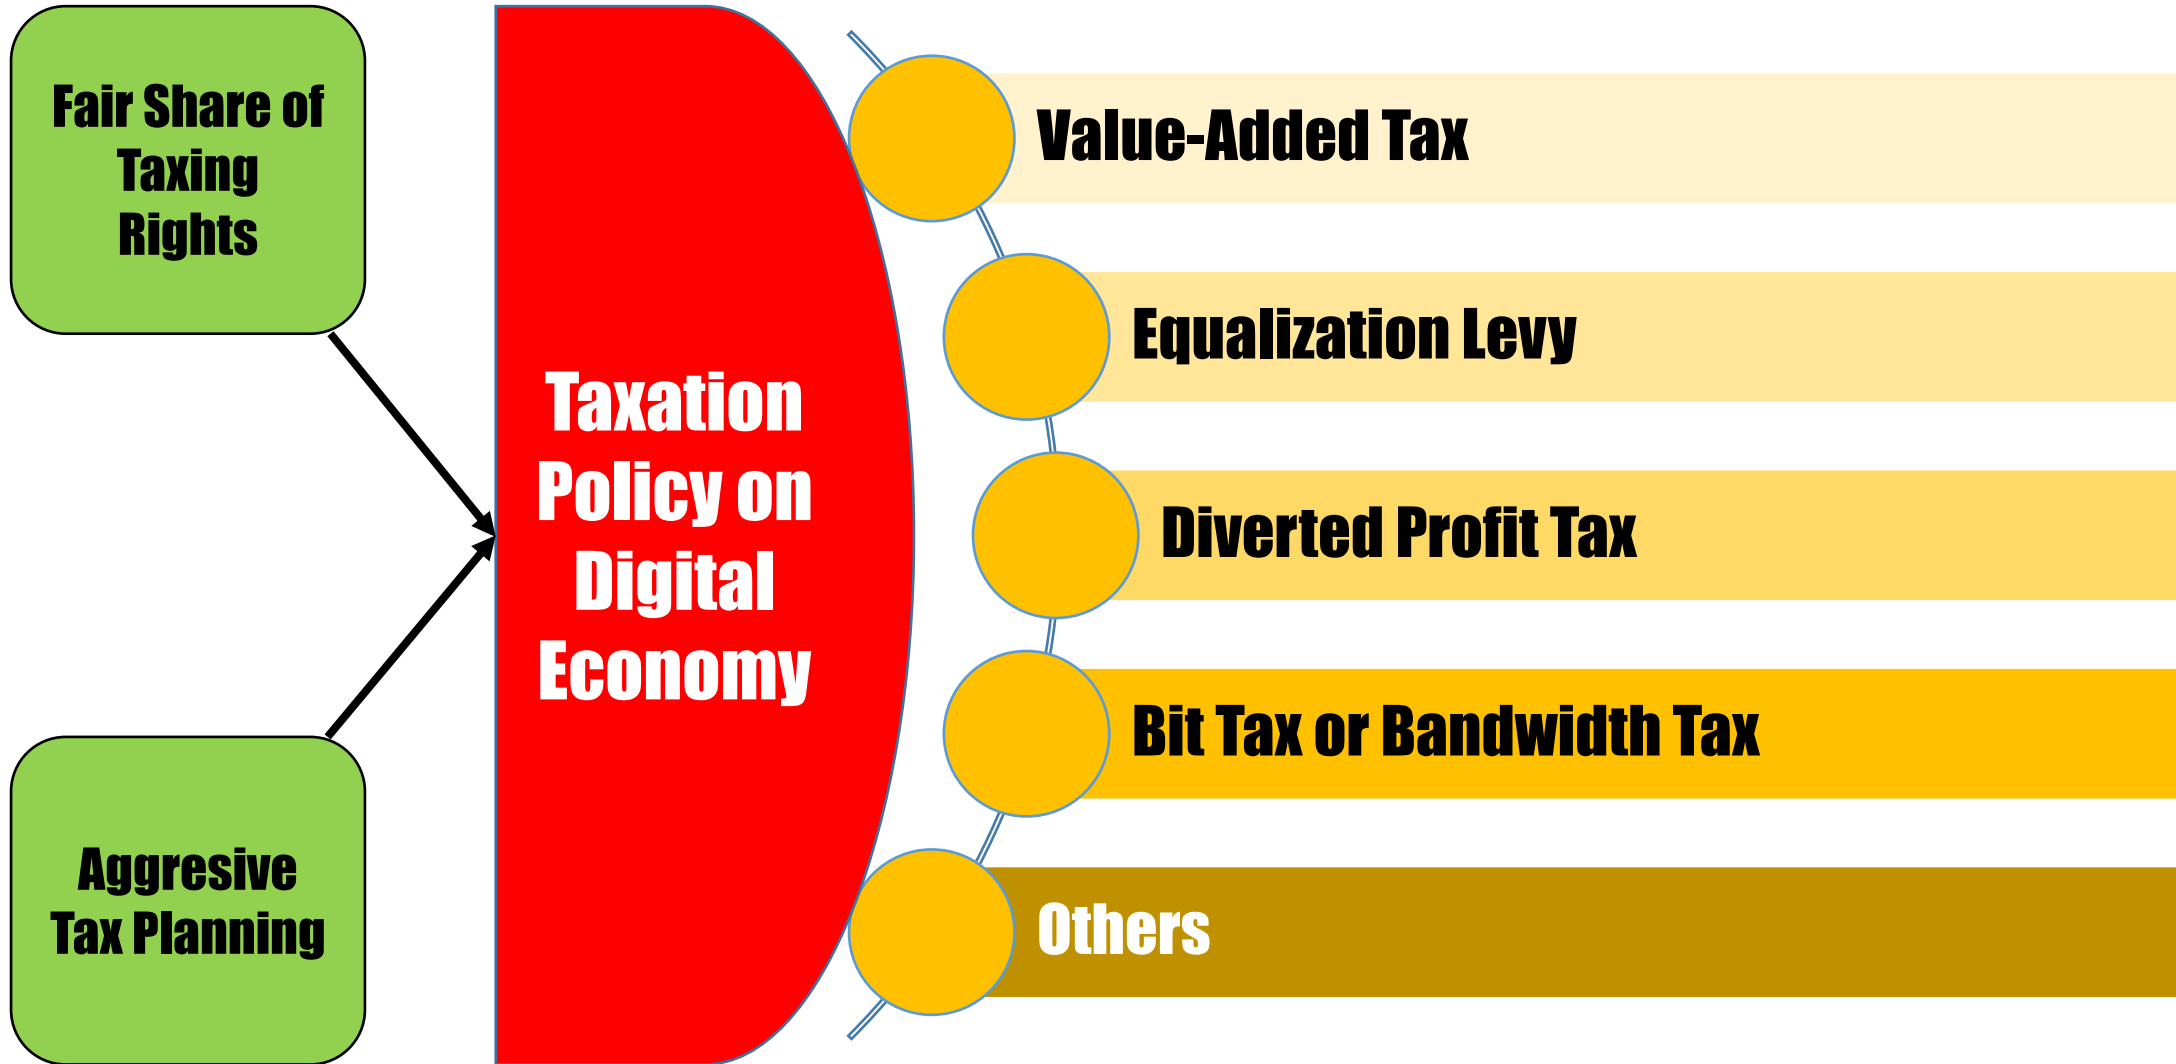 Fair Share of
Taxing
Rights
Aggresive
Tax Planning
Taxation
Policy on
Digital
Economy
Value-Added Tax
Equalization Levy
Diverted Profit Tax
Bit Tax or Bandwidth Tax
Others